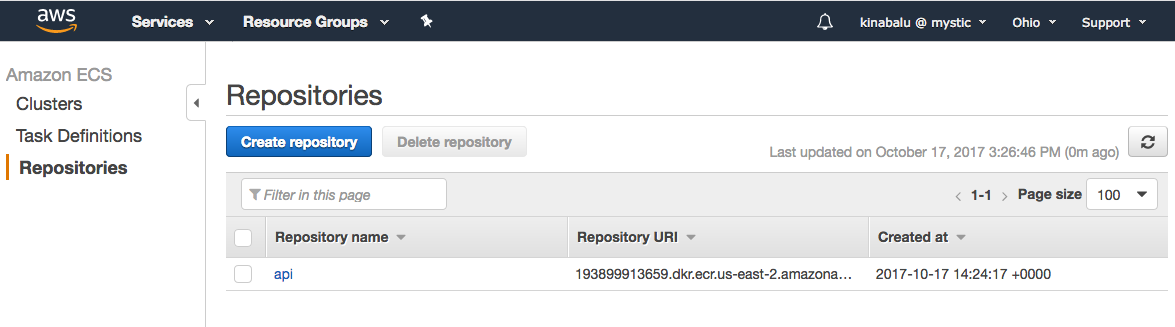 aws Services Resource Groups kinabalu @ mystic Ohio Support
Amazon ECS
Clusters
Task Definitions
Repositories
Repositories
Create repository Delete repository
Last updated on October 17, 2017 3:26:46 PM (0m ago)
Filter in this page 1-1 Page size 100
Repository name Repository URI Created at
api 193899913659.dkr.ecr.us-east-2.amazona... 2017-10-17 14:24:17 +0000